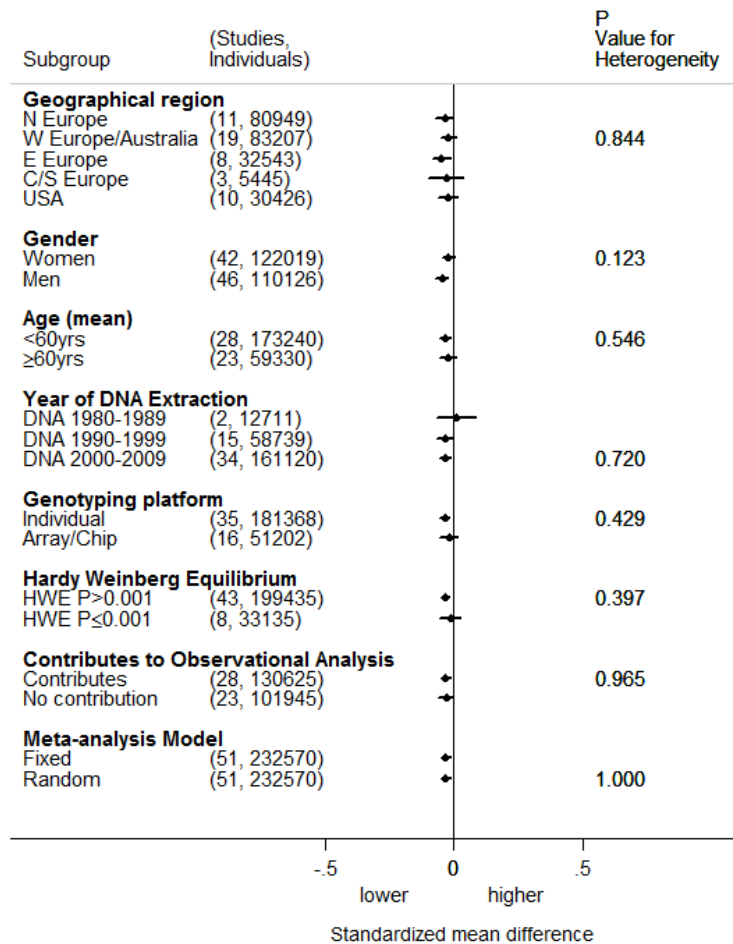 P
Value for
Heterogeneity
Subgroup (Studies, Individuals)
Geographical region
N Europe (11, 80949)
W Europe/Australia (19, 83207) 0.844
E Europe (8, 32543)
C/S Europe (3, 5445)
USA (10, 30426)
Gender
Women (42, 122019) 0.123
Men (46, 110126)
Age (mean)
<60yrs (28, 173240) 0.546
≥60yrs (23, 59330)
Year of DNA Extraction
DNA 1980-1989 (2, 12711)
DNA 1990-1999 (15, 58739)
DNA 2000-2009 (34, 161120) 0.720
Genotyping platform
Individual (35, 181368) 0.429
Array/Chip (16, 51202)
Hardy Weinberg Equilibrium
HWE P>0.001 (43, 199435) 0.397
HWE P≤0.001 (8, 33135)
Contributes to Observational Analysis
Contributes (28, 130625) 0.965
No contribution (23, 101945)
Meta-analysis Model
Fixed (51, 232570)
Random (51, 232570) 1.000
-.5 0 .5
lower higher
Standardized mean difference